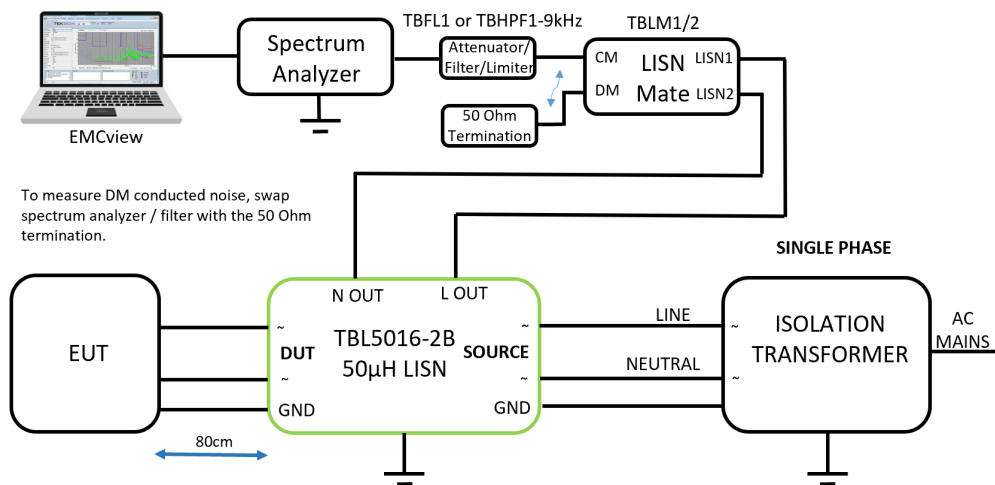 TBFL1 or TBHPF1-9kHz
TBLM1/2
Spectrum
Analyzer
Attenuator/
Filter/Limiter
CM
DM
LISN
Mate
LISN1
LISN2
50 Ohm
Termination
EMCview
To measure DM conducted noise, swap
spectrum analyzer / filter with the 50 Ohm
termination.
SINGLE PHASE
EUT
N OUT
L OUT
~
DUT
~
GND
TBL5016-2B
50µH LISN
~
SOURCE
~
GND
LINE
NEUTRAL
~
~
ISOLATION
TRANSFORMER
AC
MAINS
80cm